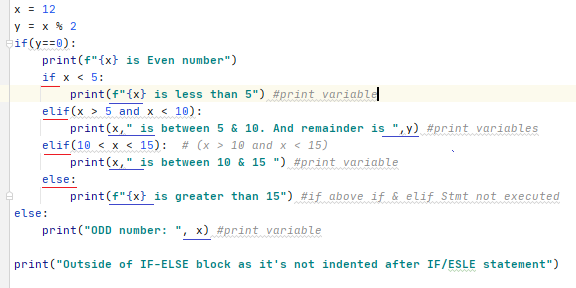 x = 12
y = x % 2
if(y==0):
    print(f"{x} is Even number")
    if x < 5:
        print(f"{x} is less than 5") #print variable
    elif(x > 5 and x < 10):
        print(x," is between 5 & 10. And remainder is ",y) #print variables
    elif(10 < x < 15):  # (x > 10 and x < 15)
        print(x," is between 10 & 15 ") #print variable
    else:
        print(f"{x} is greater than 15") #if above if & elif Stmt not executed
else:
    print("ODD number: ", x) #print variable
print("Outside of IF-ELSE block as it's not indented after IF/ESLE statement")